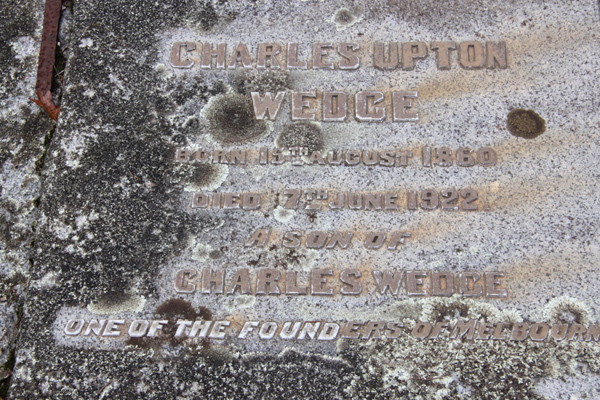 CHARLES UPTON
WEDGE
BORN 19TH AUGUST 1860
DIED 7TH JUNE 1922
A SON OF
CHARLES WEDGE
ONE OF THE FOUNDERS OF MELBOURNE